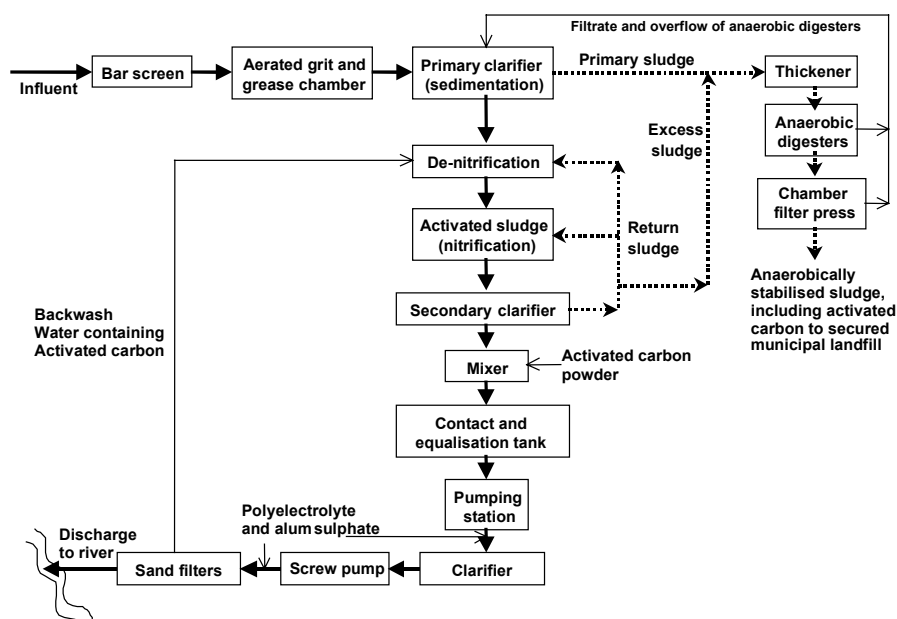 Filtrate and overflow of anaerobic digesters
Influent
Bar screen
Aerated grit and
grease chamber
Primary clarifier
(sedimentation)
Primary sludge
Thickener
Excess
sludge
Anaerobic
digesters
De-nitrification
Chamber
filter press
Activated sludge
(nitrification)
Return
sludge
Anaerobically
stabilised sludge,
including activated
carbon to secured
municipal landfill
Backwash
Water containing
Activated carbon
Secondary clarifier
Mixer
Activated carbon
powder
Contact and
equalisation tank
Pumping
station
Polyelectrolyte
and alum sulphate
Discharge
to river
Sand filters
Screw pump
Clarifier